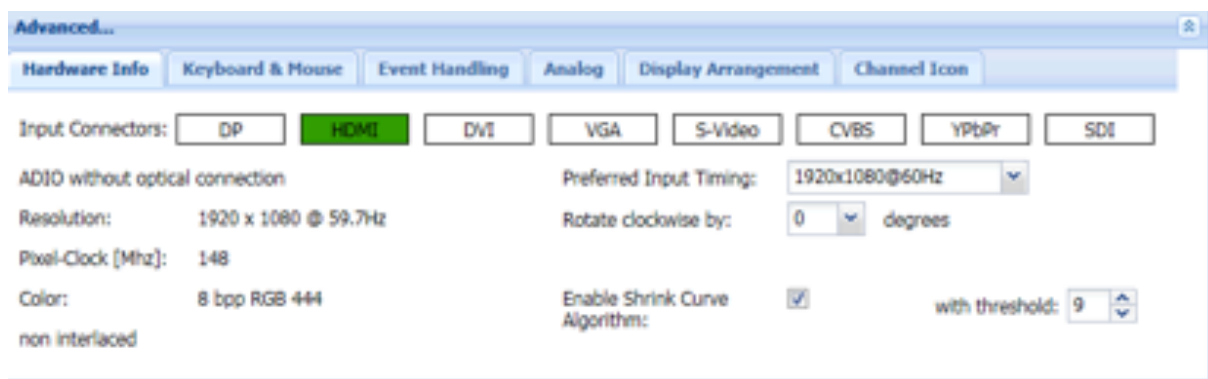 Advanced...
Hardware Info Keyboard & Mouse Event Handling Analog Display Arrangement Channel Icon
Input Connectors: DP HDMI DVI VGA S-Video CVBS YPbPr SDI
ADIO without optical connection Preferred Input Timing: 1920x1080@60Hz
Resolution: 1920 x 1080 @ 59.7Hz Rotate clockwise by: 0 degrees
Pixel-Clock [Mhz]: 148
Color: 8 bpp RGB 444 Enable Shrink Curve Algorithm: with threshold: 9
non interlaced